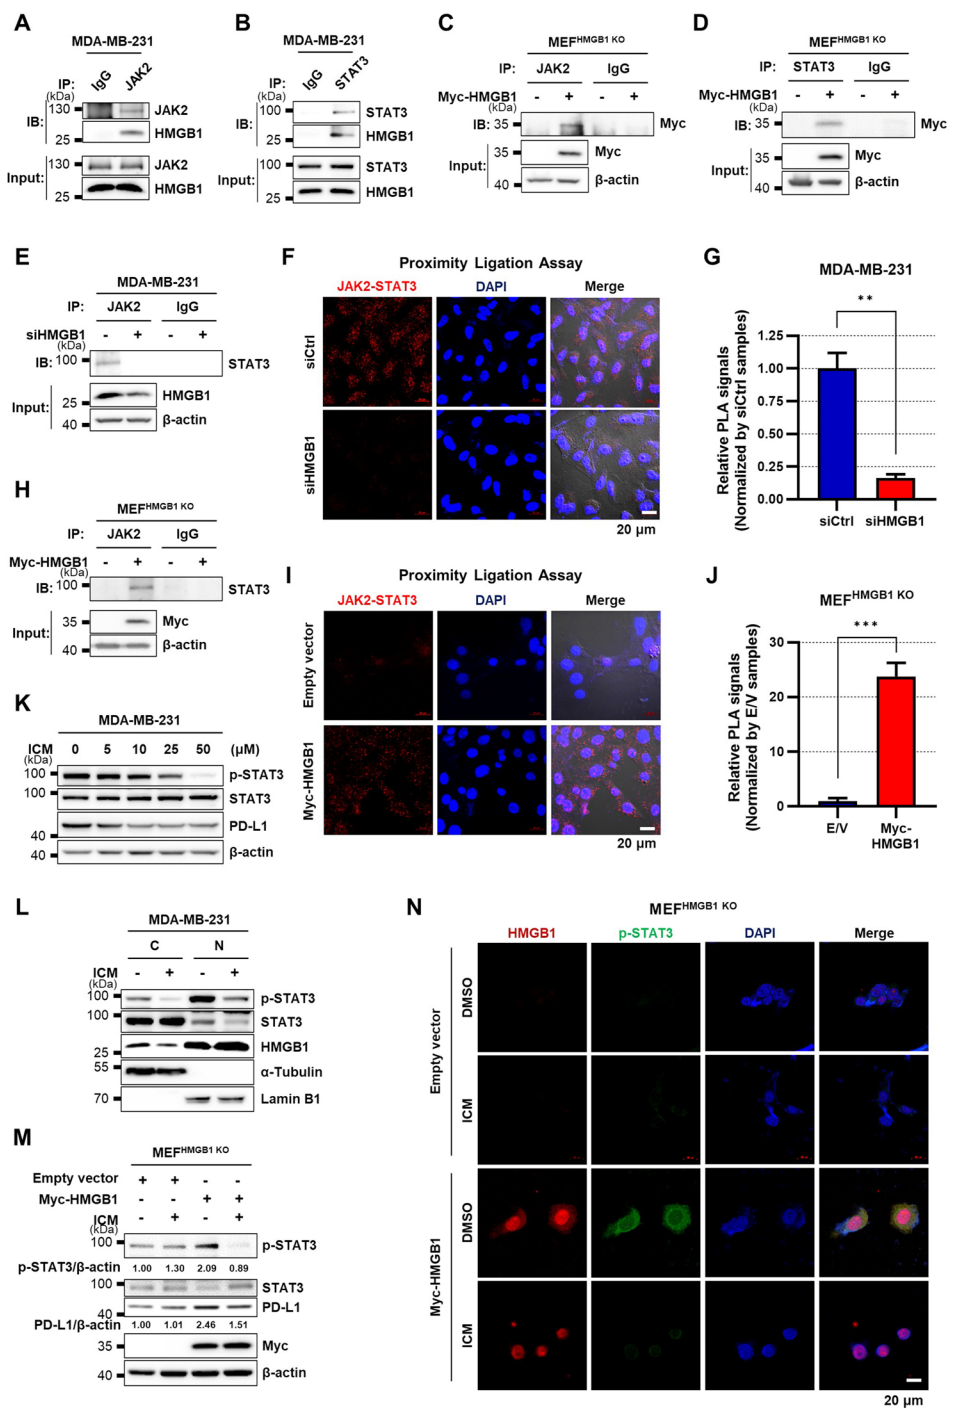 A
MDA-MB-231
IP: IgG JAK2
(kDa)
IB:
130 JAK2
25 HMGB1
Input:
130 JAK2
25 HMGB1
B
MDA-MB-231
IP: IgG STAT3
(kDa)
IB:
100 STAT3
25 HMGB1
Input:
100 STAT3
25 HMGB1
C
MEF^HMGB1 KO
IP: JAK2 IgG
Myc-HMGB1 - + - +
(kDa)
IB: 35 Myc
Input:
35 Myc
40 β-actin
D
MEF^HMGB1 KO
IP: STAT3 IgG
Myc-HMGB1 - + - +
(kDa)
IB: 35 Myc
Input:
35 Myc
40 β-actin
E
MDA-MB-231
IP: JAK2 IgG
siHMGB1 - + - +
(kDa)
IB: 100 STAT3
Input:
25 HMGB1
40 β-actin
F
Proximity Ligation Assay
JAK2-STAT3 DAPI Merge
siCtrl
siHMGB1
20 μm
G
MDA-MB-231
**
Relative PLA signals
(Normalized by siCtrl samples)
1.25
1.00
0.75
0.50
0.25
0.00
siCtrl siHMGB1
H
MEF^HMGB1 KO
IP: JAK2 IgG
Myc-HMGB1 - + - +
(kDa)
IB: 100 STAT3
Input:
35 Myc
40 β-actin
I
Proximity Ligation Assay
JAK2-STAT3 DAPI Merge
Empty vector
Myc-HMGB1
20 μm
J
MEF^HMGB1 KO
***
Relative PLA signals
(Normalized by E/V samples)
30
20
10
0
E/V Myc-
HMGB1
K
MDA-MB-231
ICM 0 5 10 25 50 (μM)
(kDa)
100 p-STAT3
100 STAT3
PD-L1
40
40 β-actin
L
MDA-MB-231
C N
ICM - + - +
(kDa)
100 p-STAT3
100 STAT3
25 HMGB1
55 α-Tubulin
70 Lamin B1
M
MEF^HMGB1 KO
Empty vector + + - -
Myc-HMGB1 - - + +
ICM - + - +
(kDa)
100 p-STAT3
p-STAT3/β-actin 1.00 1.30 2.09 0.89
100 STAT3
40 PD-L1
PD-L1/β-actin 1.00 1.01 2.46 1.51
35 Myc
40 β-actin
N
MEF^HMGB1 KO
HMGB1 p-STAT3 DAPI Merge
Empty vector
DMSO
ICM
Myc-HMGB1
DMSO
ICM
20 μm